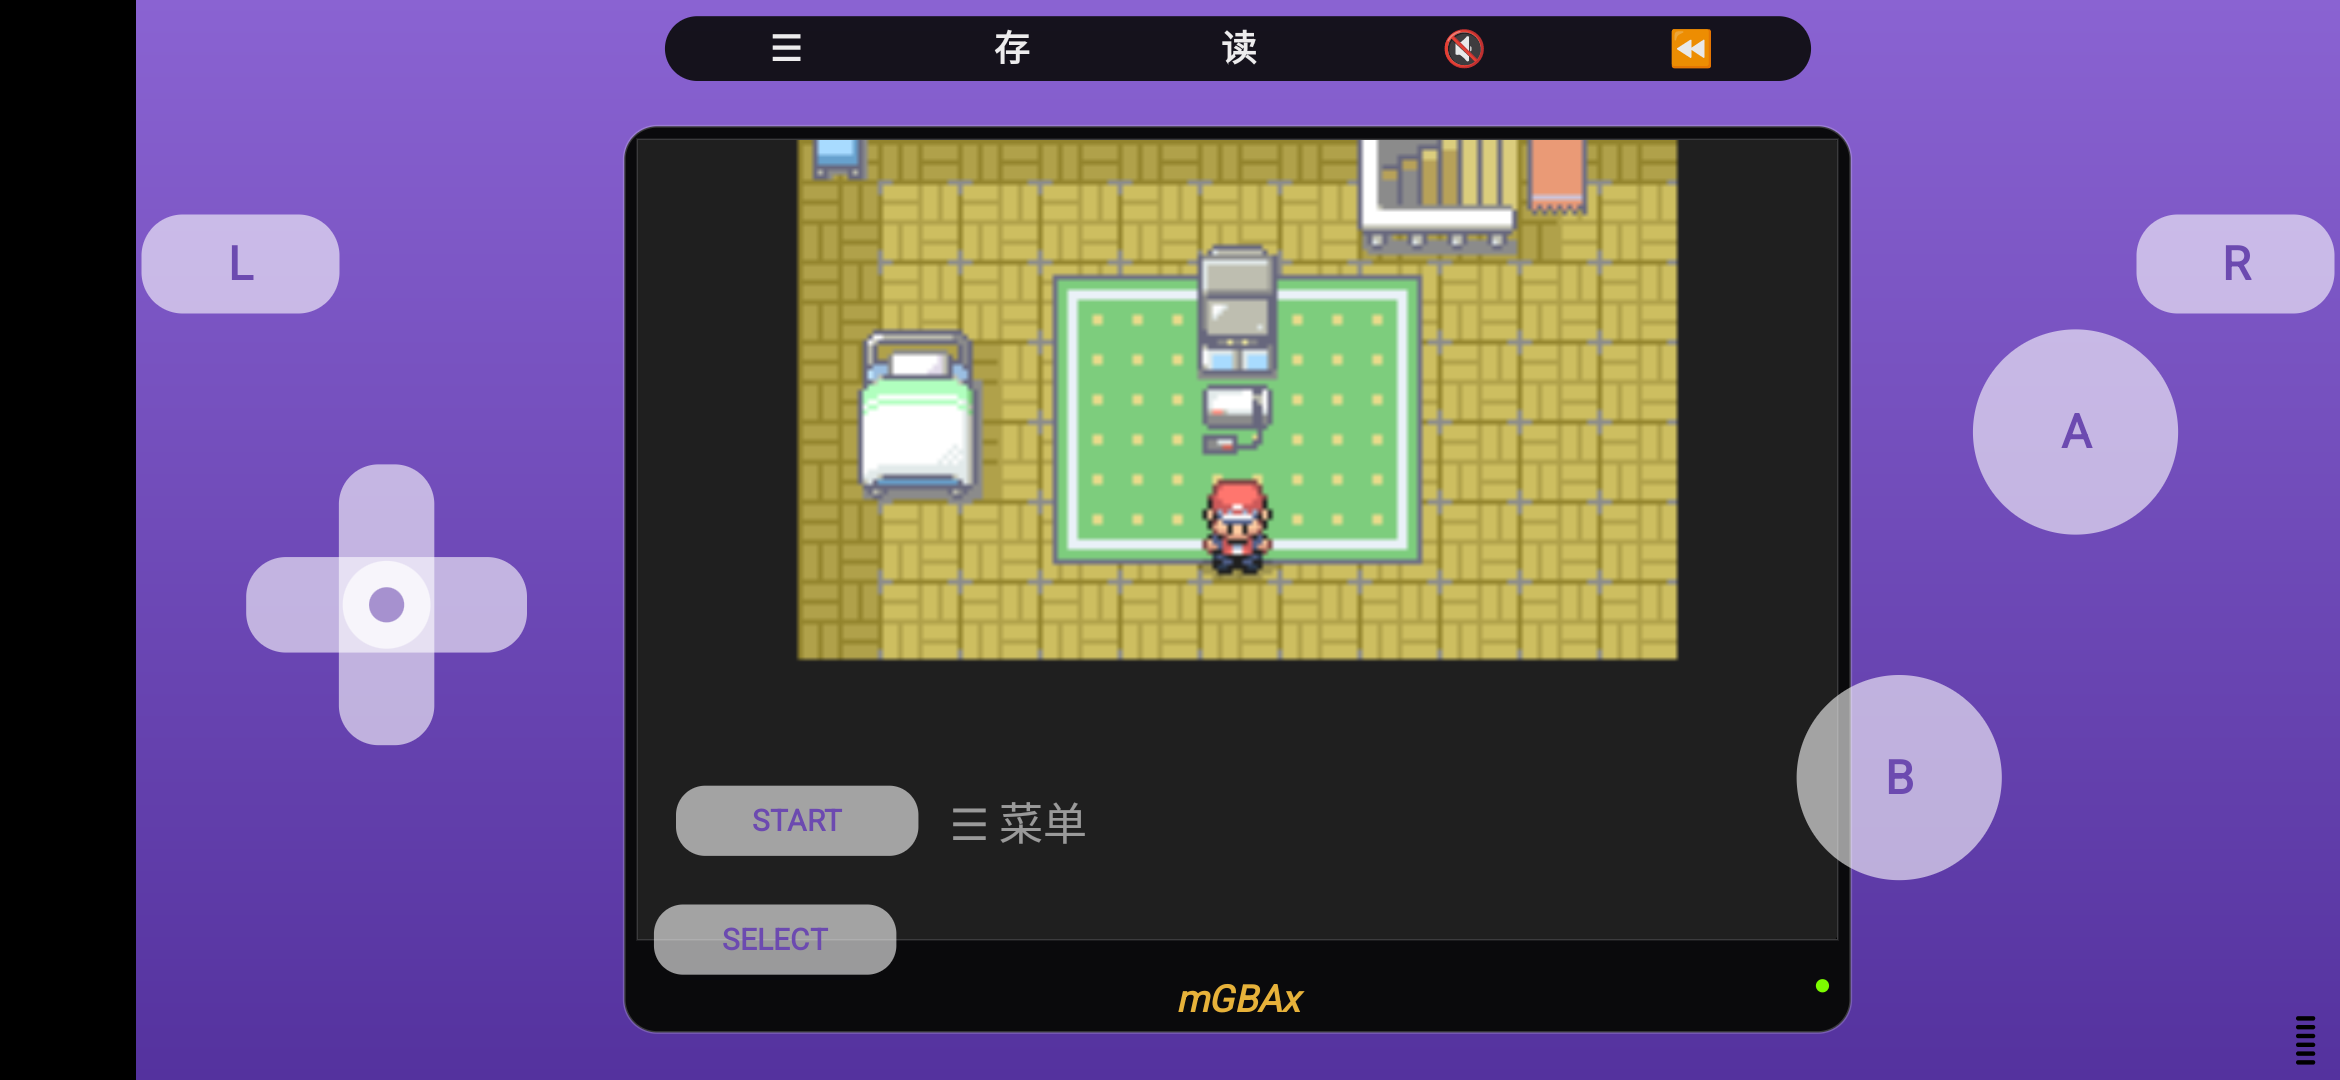 ☰ 存 读 🔇 ⏪
L
R
A
B
START
☰ 菜单
SELECT
mGBAx